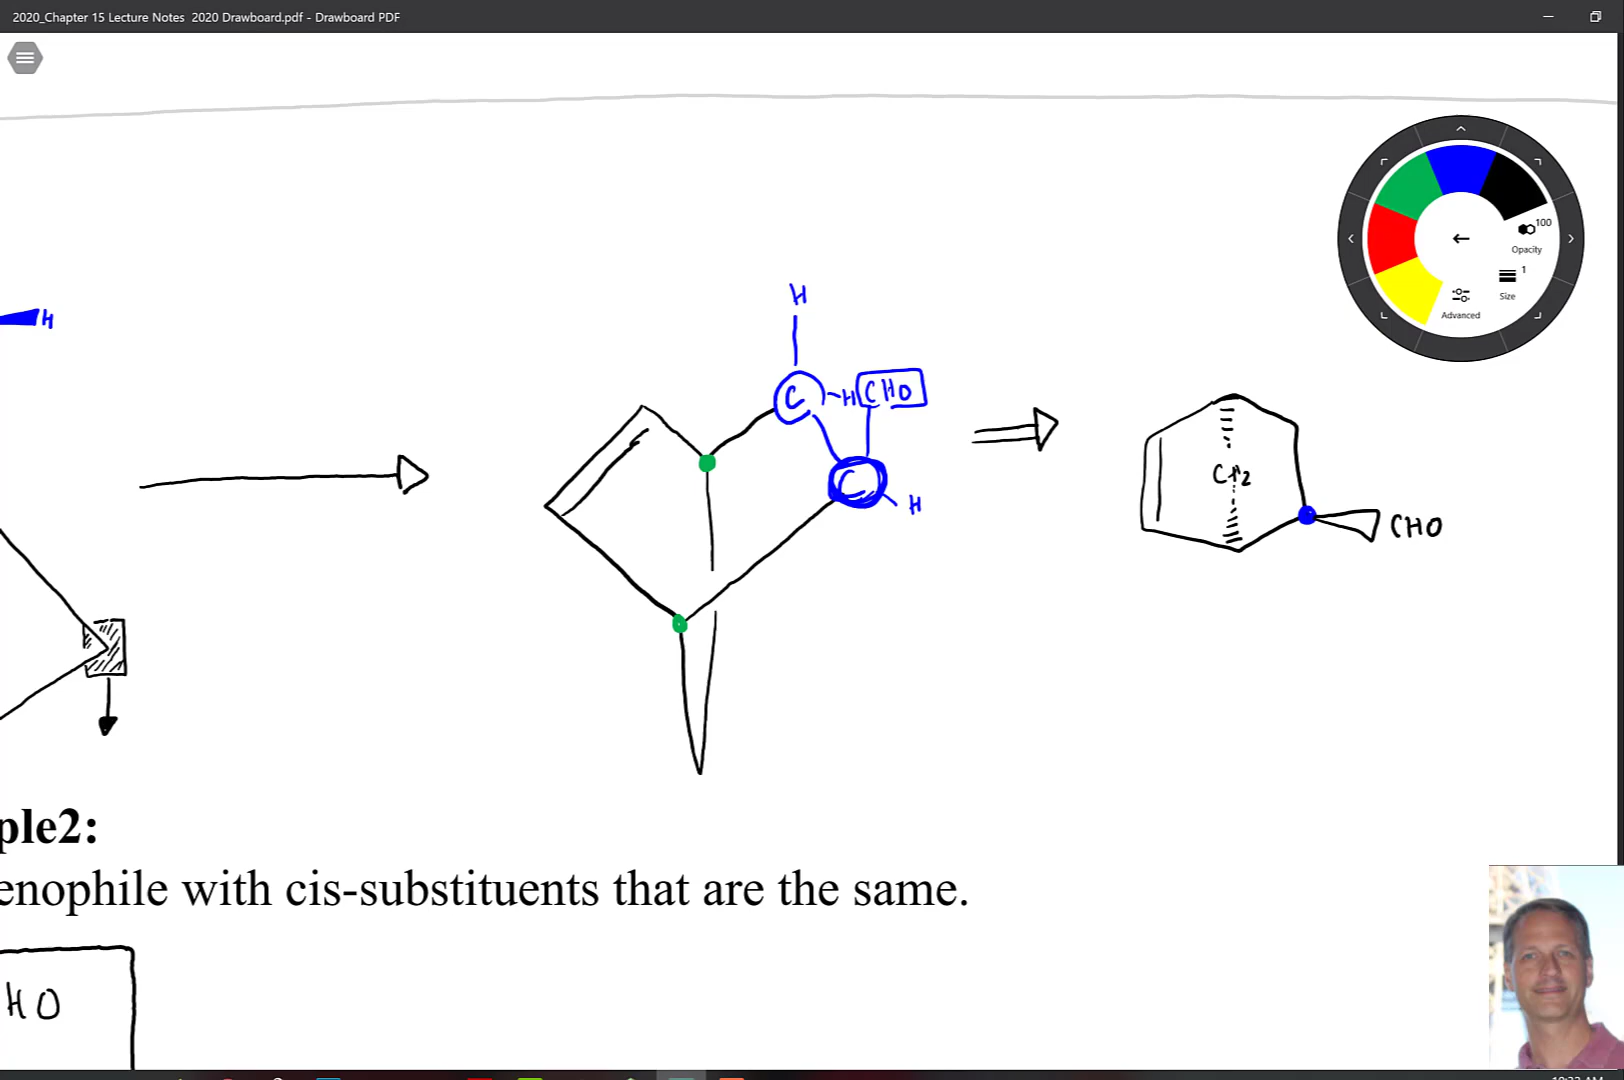 2020_Chapter 15 Lecture Notes 2020 Drawboard.pdf - Drawboard PDF
100
Opacity
1
Size
Advanced
H
H
C
H
CHO
C
H
CH2
CHO
ple2:
enophile with cis-substituents that are the same.
HO